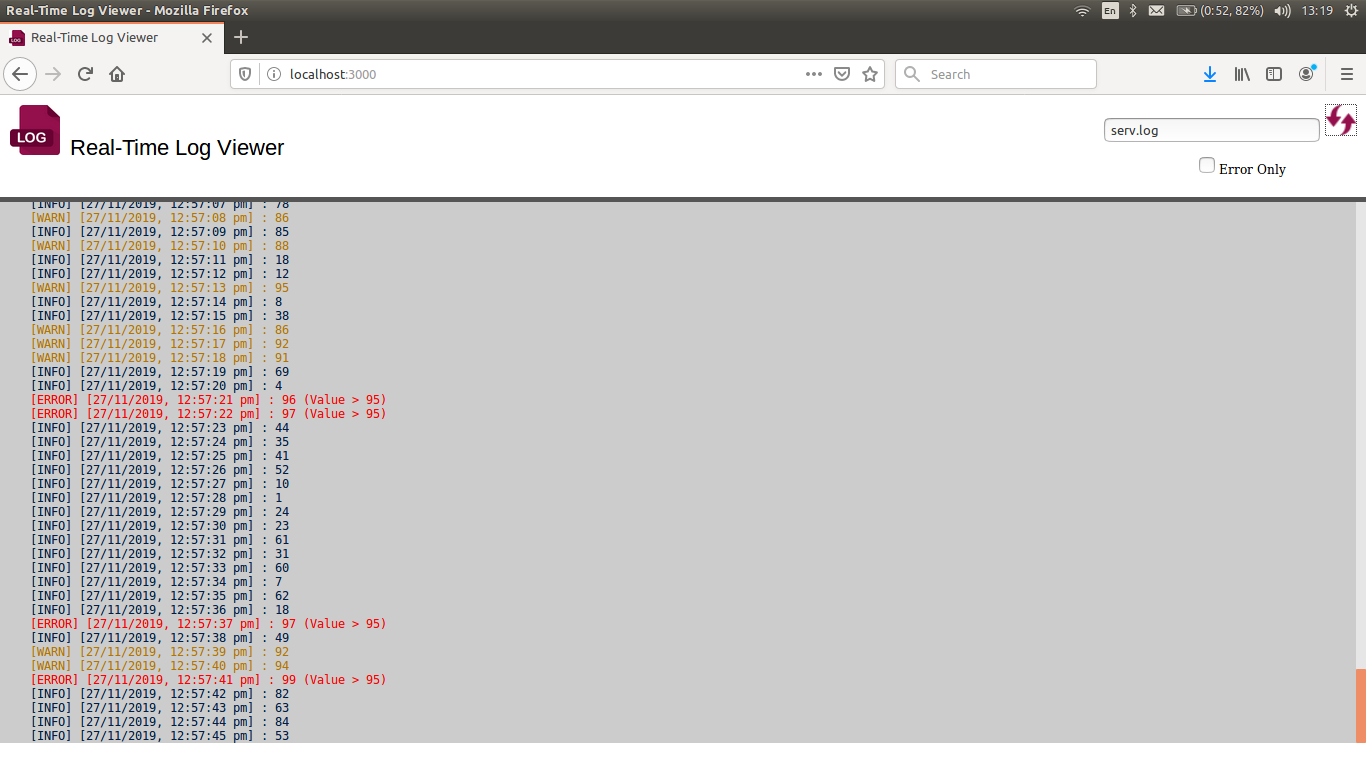 Real-Time Log Viewer - Mozilla Firefox
En
(0:52, 82%)
13:19
LOG
Real-Time Log Viewer
localhost:3000
Search
LOG
Real-Time Log Viewer
serv.log
Error Only
[INFO] [27/11/2019, 12:57:07 pm] : 78
[WARN] [27/11/2019, 12:57:08 pm] : 86
[INFO] [27/11/2019, 12:57:09 pm] : 85
[WARN] [27/11/2019, 12:57:10 pm] : 88
[INFO] [27/11/2019, 12:57:11 pm] : 18
[INFO] [27/11/2019, 12:57:12 pm] : 12
[WARN] [27/11/2019, 12:57:13 pm] : 95
[INFO] [27/11/2019, 12:57:14 pm] : 8
[INFO] [27/11/2019, 12:57:15 pm] : 38
[WARN] [27/11/2019, 12:57:16 pm] : 86
[WARN] [27/11/2019, 12:57:17 pm] : 92
[WARN] [27/11/2019, 12:57:18 pm] : 91
[INFO] [27/11/2019, 12:57:19 pm] : 69
[INFO] [27/11/2019, 12:57:20 pm] : 4
[ERROR] [27/11/2019, 12:57:21 pm] : 96 (Value > 95)
[ERROR] [27/11/2019, 12:57:22 pm] : 97 (Value > 95)
[INFO] [27/11/2019, 12:57:23 pm] : 44
[INFO] [27/11/2019, 12:57:24 pm] : 35
[INFO] [27/11/2019, 12:57:25 pm] : 41
[INFO] [27/11/2019, 12:57:26 pm] : 52
[INFO] [27/11/2019, 12:57:27 pm] : 10
[INFO] [27/11/2019, 12:57:28 pm] : 1
[INFO] [27/11/2019, 12:57:29 pm] : 24
[INFO] [27/11/2019, 12:57:30 pm] : 23
[INFO] [27/11/2019, 12:57:31 pm] : 61
[INFO] [27/11/2019, 12:57:32 pm] : 31
[INFO] [27/11/2019, 12:57:33 pm] : 60
[INFO] [27/11/2019, 12:57:34 pm] : 7
[INFO] [27/11/2019, 12:57:35 pm] : 62
[INFO] [27/11/2019, 12:57:36 pm] : 18
[ERROR] [27/11/2019, 12:57:37 pm] : 97 (Value > 95)
[INFO] [27/11/2019, 12:57:38 pm] : 49
[WARN] [27/11/2019, 12:57:39 pm] : 92
[WARN] [27/11/2019, 12:57:40 pm] : 94
[ERROR] [27/11/2019, 12:57:41 pm] : 99 (Value > 95)
[INFO] [27/11/2019, 12:57:42 pm] : 82
[INFO] [27/11/2019, 12:57:43 pm] : 63
[INFO] [27/11/2019, 12:57:44 pm] : 84
[INFO] [27/11/2019, 12:57:45 pm] : 53